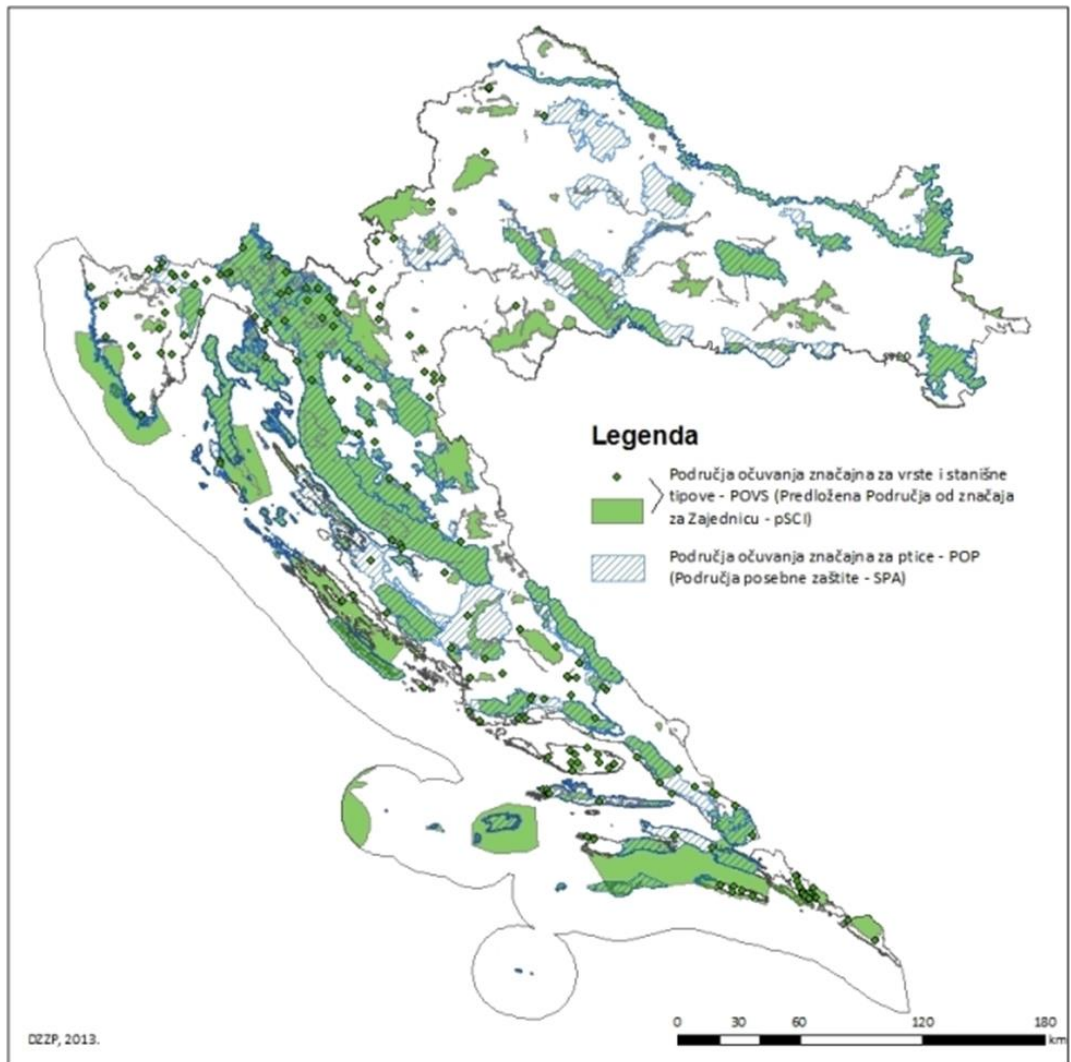 Legenda
Područja očuvanja značajna za vrste i stanišne
tipove - POVS (Predložena Područja od značaja
za Zajednicu - pSCI)
Područja očuvanja značajna za ptice - POP
(Područja posebne zaštite - SPA)
DZZP, 2013.
0 30 60 120 180
km